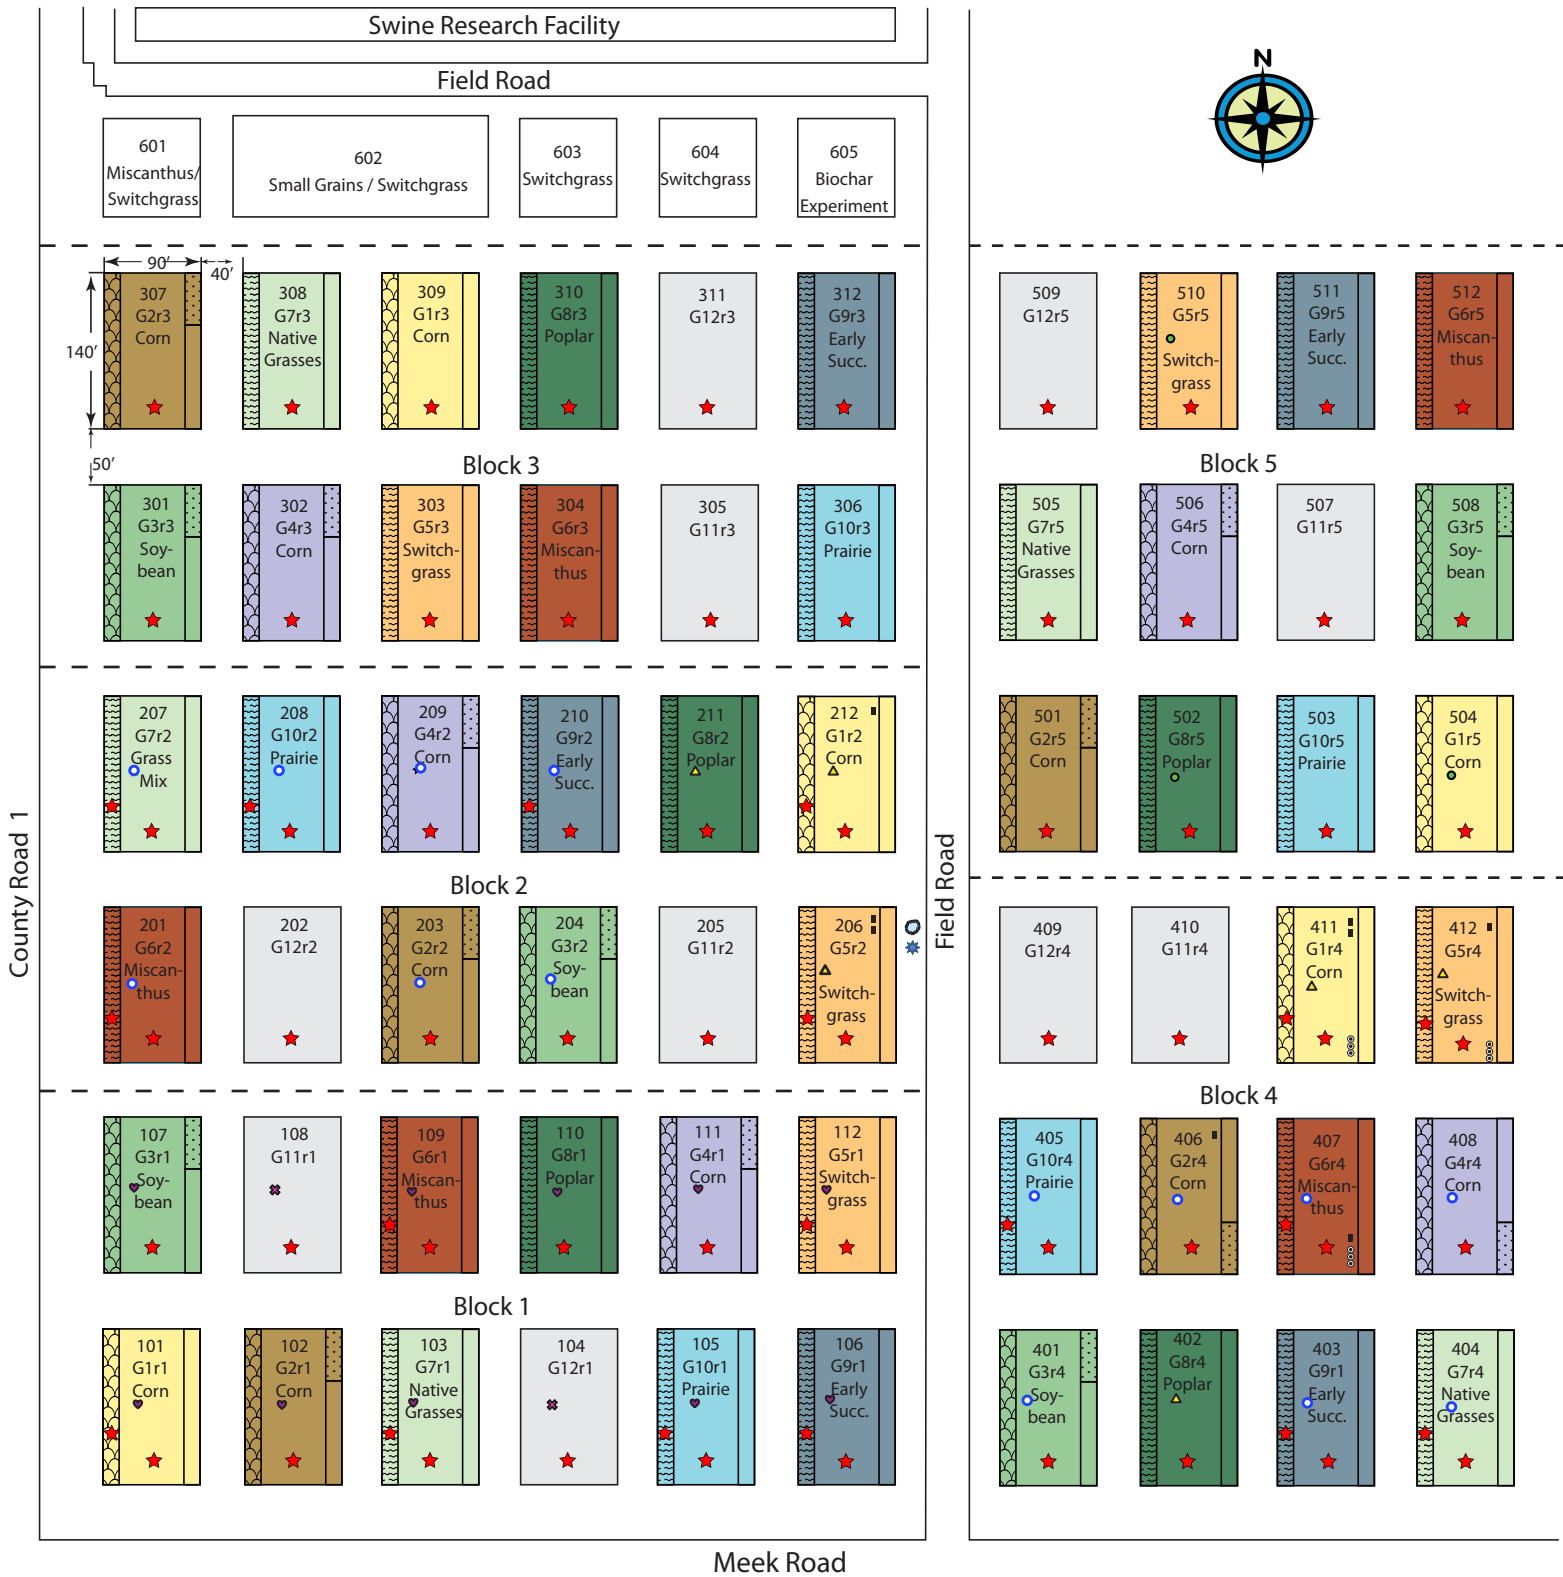 Swine Research Facility
Field Road
N
601
Miscanthus/
Switchgrass
602
Small Grains / Switchgrass
603
Switchgrass
604
Switchgrass
605
Biochar
Experiment
90’
40’
140’
50’
307
G2r3
Corn
308
G7r3
Native
Grasses
309
G1r3
Corn
310
G8r3
Poplar
311
G12r3
312
G9r3
Early
Succ.
509
G12r5
510
G5r5
Switch-
grass
511
G9r5
Early
Succ.
512
G6r5
Miscan-
thus
Block 3
Block 5
301
G3r3
Soy-
bean
302
G4r3
Corn
303
G5r3
Switch-
grass
304
G6r3
Miscan-
thus
305
G11r3
306
G10r3
Prairie
505
G7r5
Native
Grasses
506
G4r5
Corn
507
G11r5
508
G3r5
Soy-
bean
207
G7r2
Grass
Mix
208
G10r2
Prairie
209
G4r2
Corn
210
G9r2
Early
Succ.
211
G8r2
Poplar
212
G1r2
Corn
501
G2r5
Corn
502
G8r5
Poplar
503
G10r5
Prairie
504
G1r5
Corn
County Road 1
Block 2
Field Road
201
G6r2
Miscan-
thus
202
G12r2
203
G2r2
Corn
204
G3r2
Soy-
bean
205
G11r2
206
G5r2
Switch-
grass
409
G12r4
410
G11r4
411
G1r4
Corn
412
G5r4
Switch-
grass
Block 4
107
G3r1
Soy-
bean
108
G11r1
109
G6r1
Miscan-
thus
110
G8r1
Poplar
111
G4r1
Corn
112
G5r1
Switch-
grass
405
G10r4
Prairie
406
G2r4
Corn
407
G6r4
Miscan-
thus
408
G4r4
Corn
Block 1
101
G1r1
Corn
102
G2r1
Corn
103
G7r1
Native
Grasses
104
G12r1
105
G10r1
Prairie
106
G9r1
Early
Succ.
401
G3r4
Soy-
bean
402
G8r4
Poplar
403
G9r1
Early
Succ.
404
G7r4
Native
Grasses
Meek Road